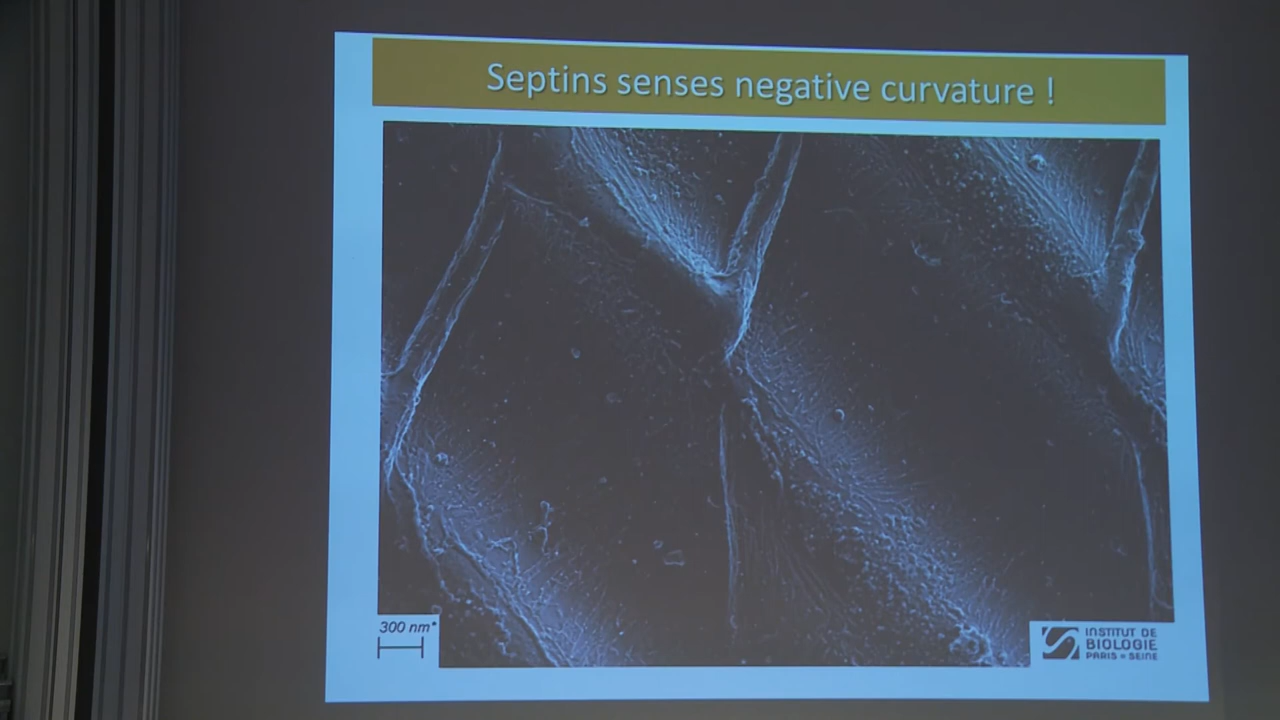 Septins senses negative curvature !
300 nm*
INSTITUT DE
BIOLOGIE
PARIS - SEINE